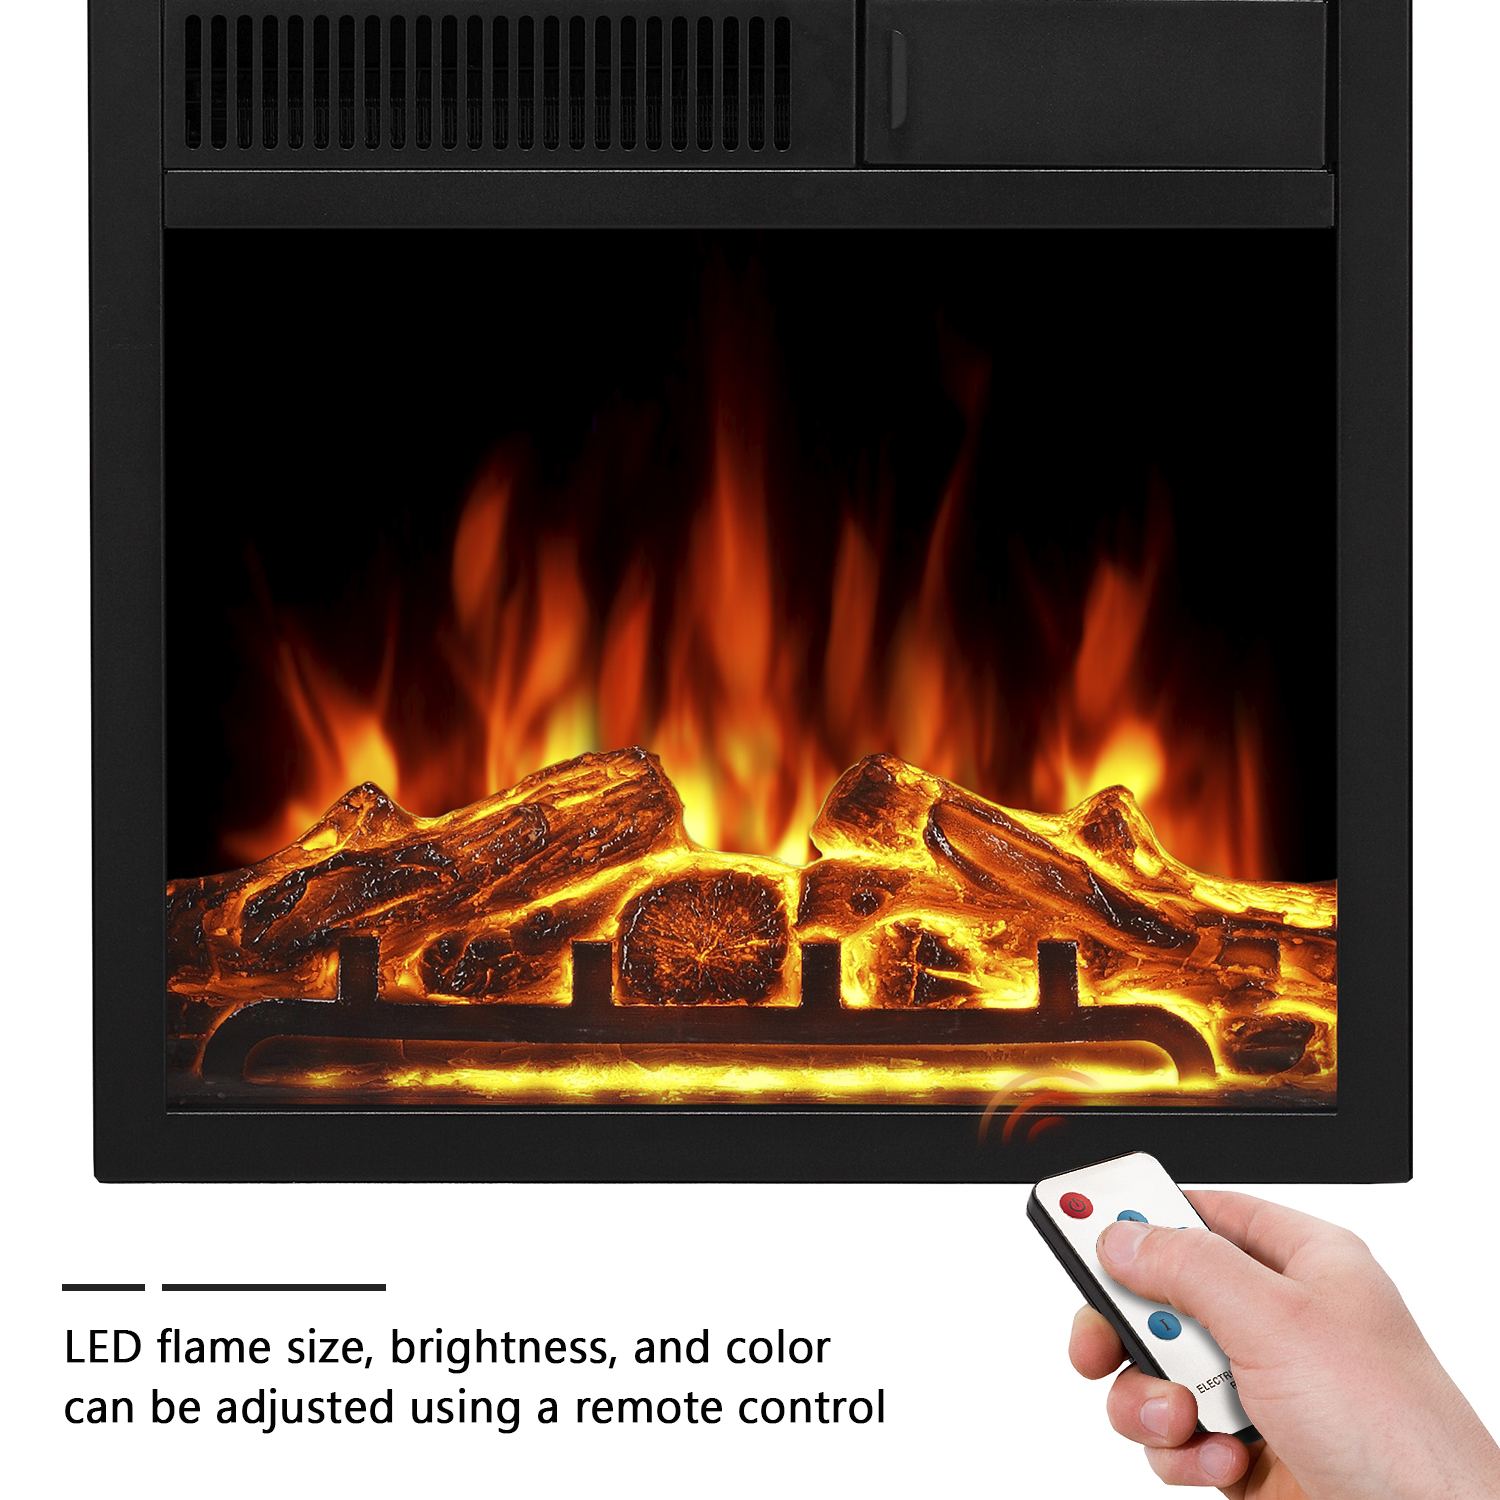 LED flame size, brightness, and color
can be adjusted using a remote control
I